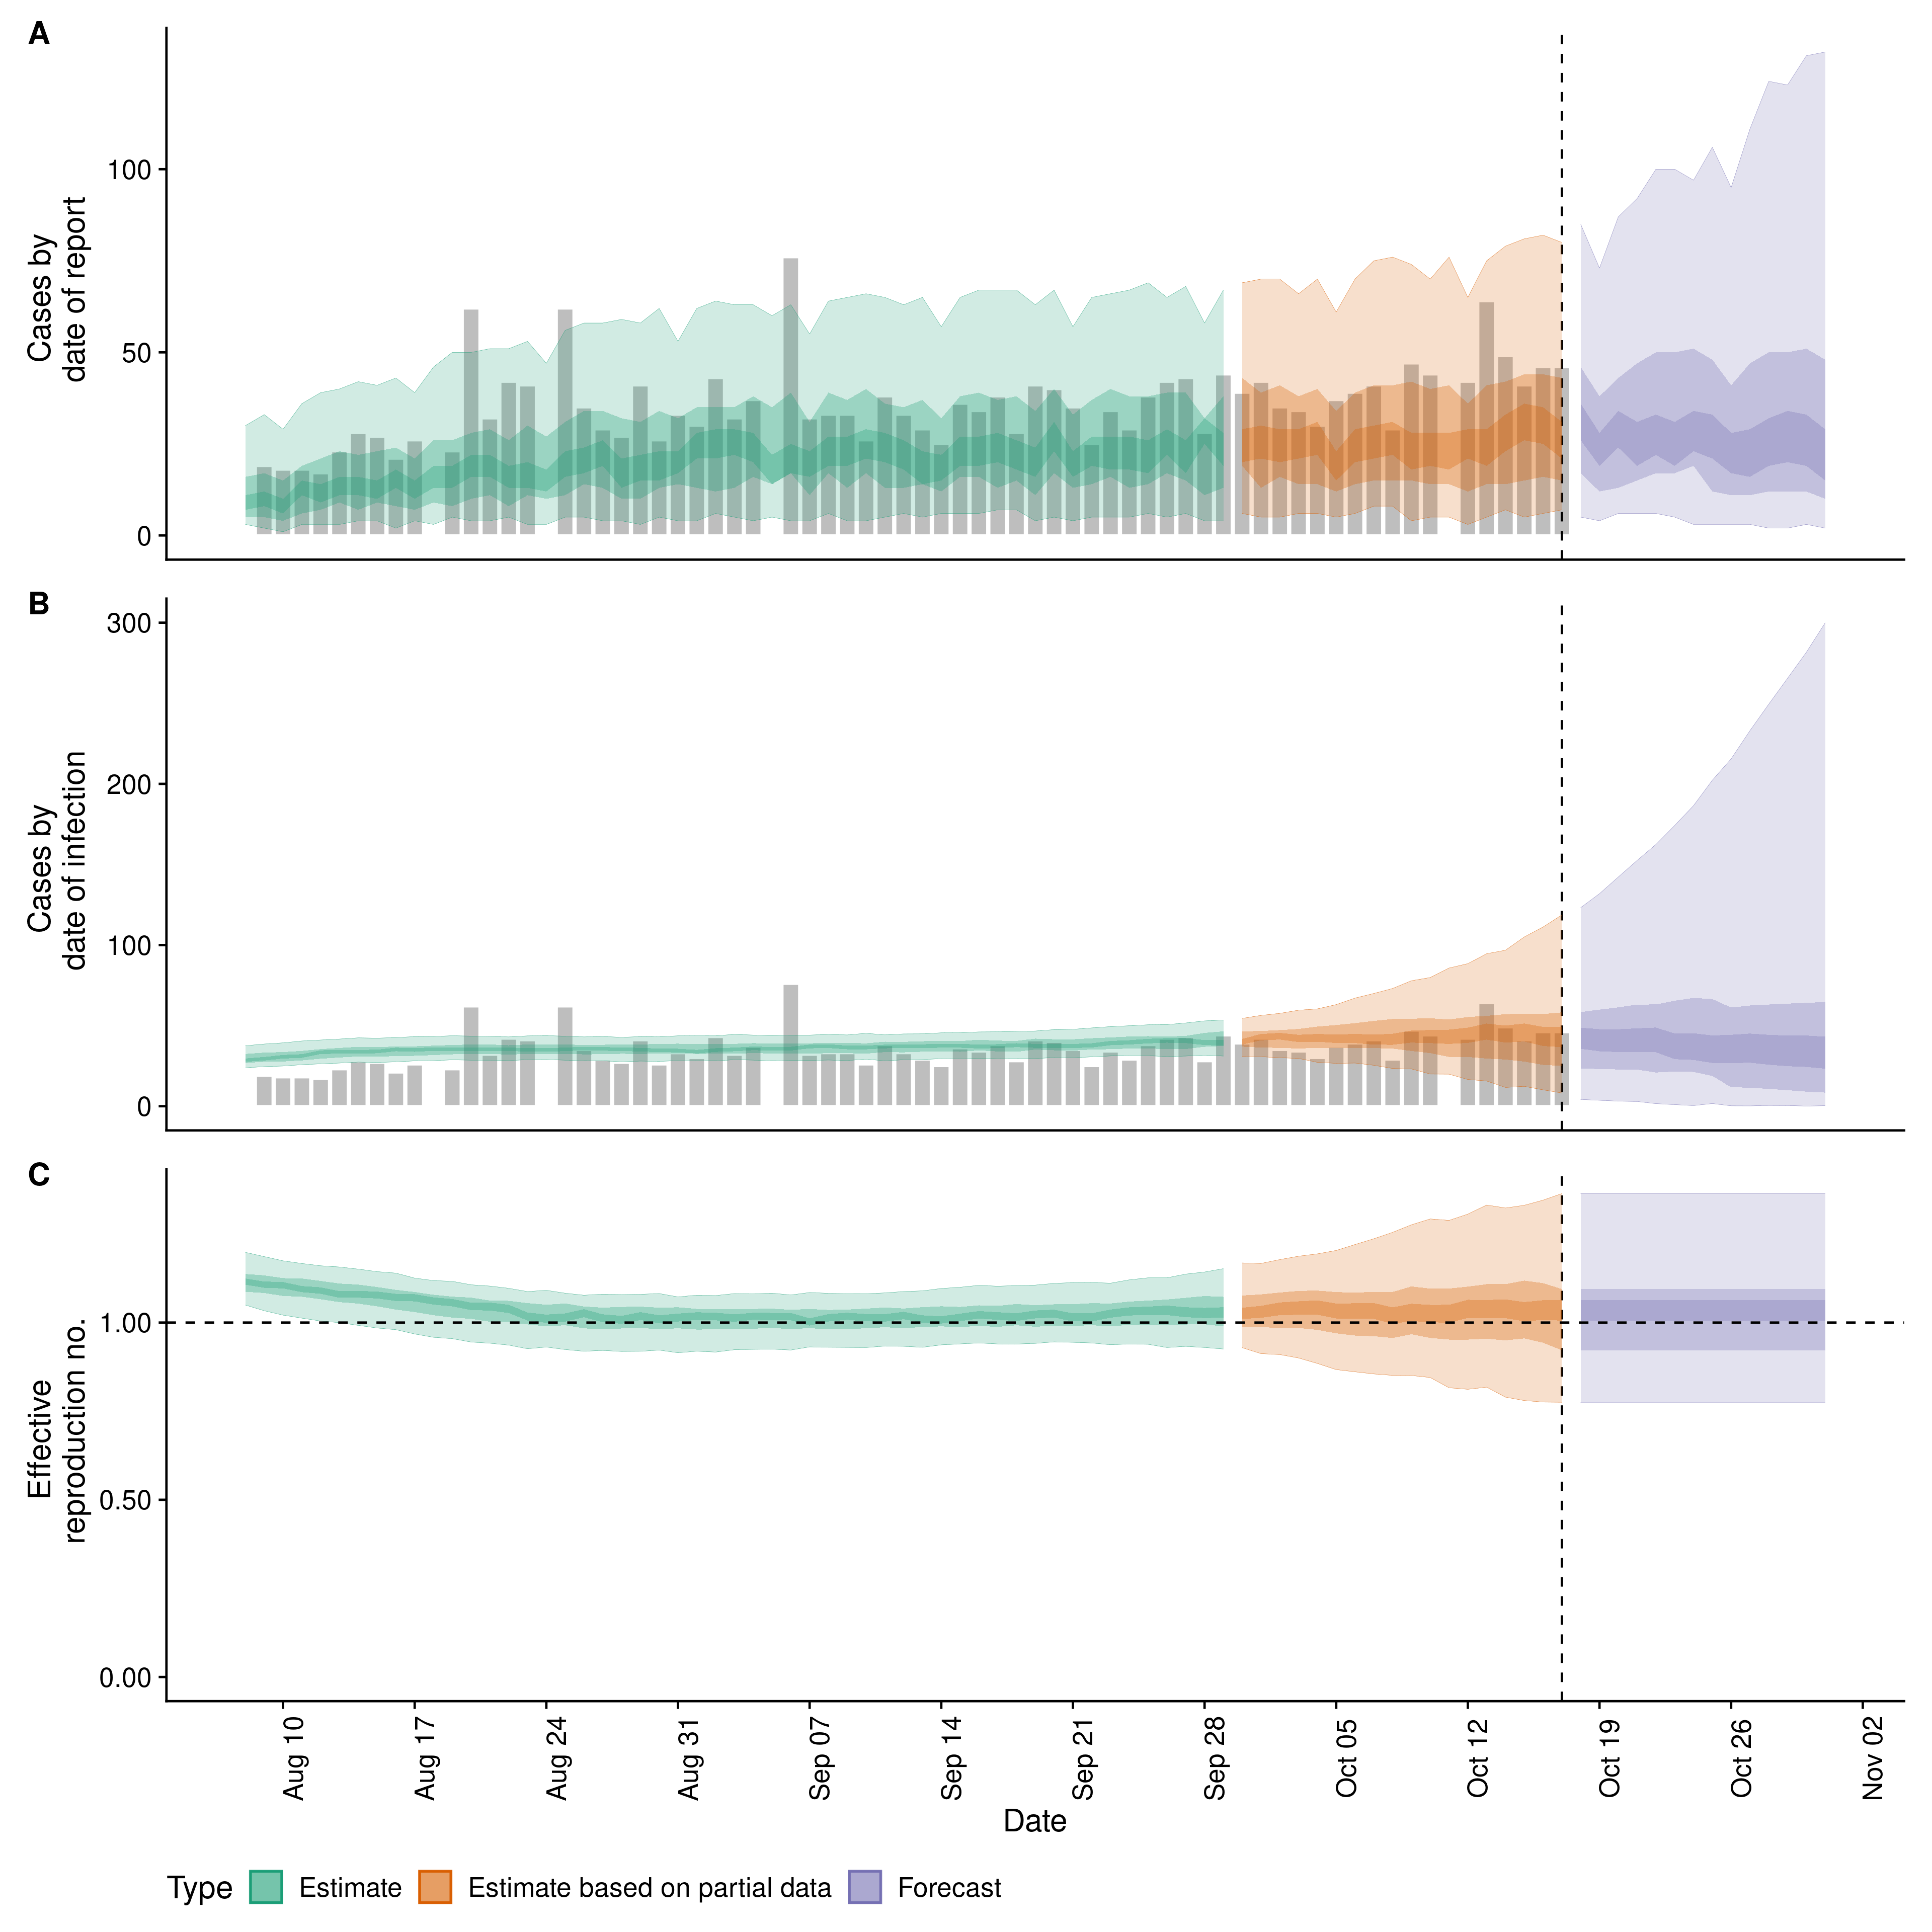 A
Cases by
date of report
100
50
0
B
Cases by
date of infection
300
200
100
0
C
Effective
reproduction no.
1.00
0.50
0.00
Aug 10
Aug 17
Aug 24
Aug 31
Sep 07
Sep 14
Sep 21
Sep 28
Oct 05
Oct 12
Oct 19
Oct 26
Nov 02
Date
Type Estimate Estimate based on partial data Forecast